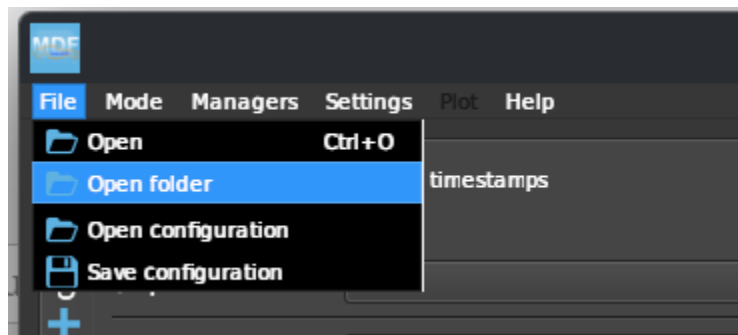 MDF
File Mode Managers Settings Plot Help
Open Ctrl+O
Open folder
timestamps
Open configuration
Save configuration